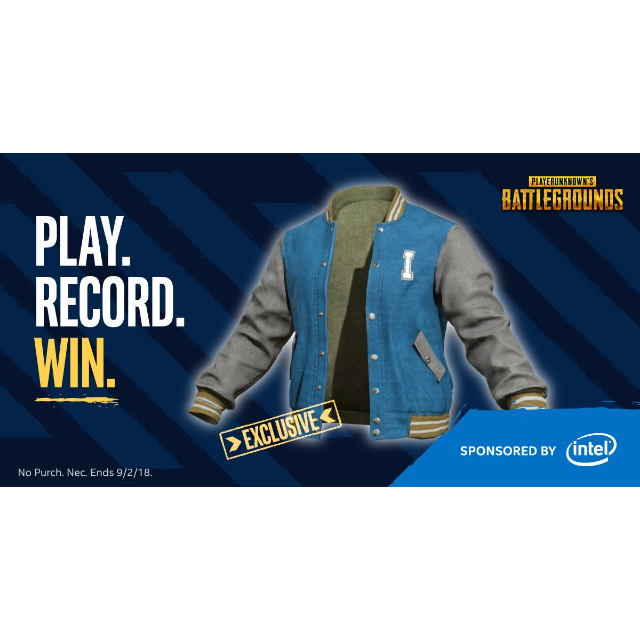 PLAYERUNKNOWN'S
BATTLEGROUNDS
PLAY.
RECORD.
WIN.
I
EXCLUSIVE
SPONSORED BY intel
No Purch. Nec. Ends 9/2/18.